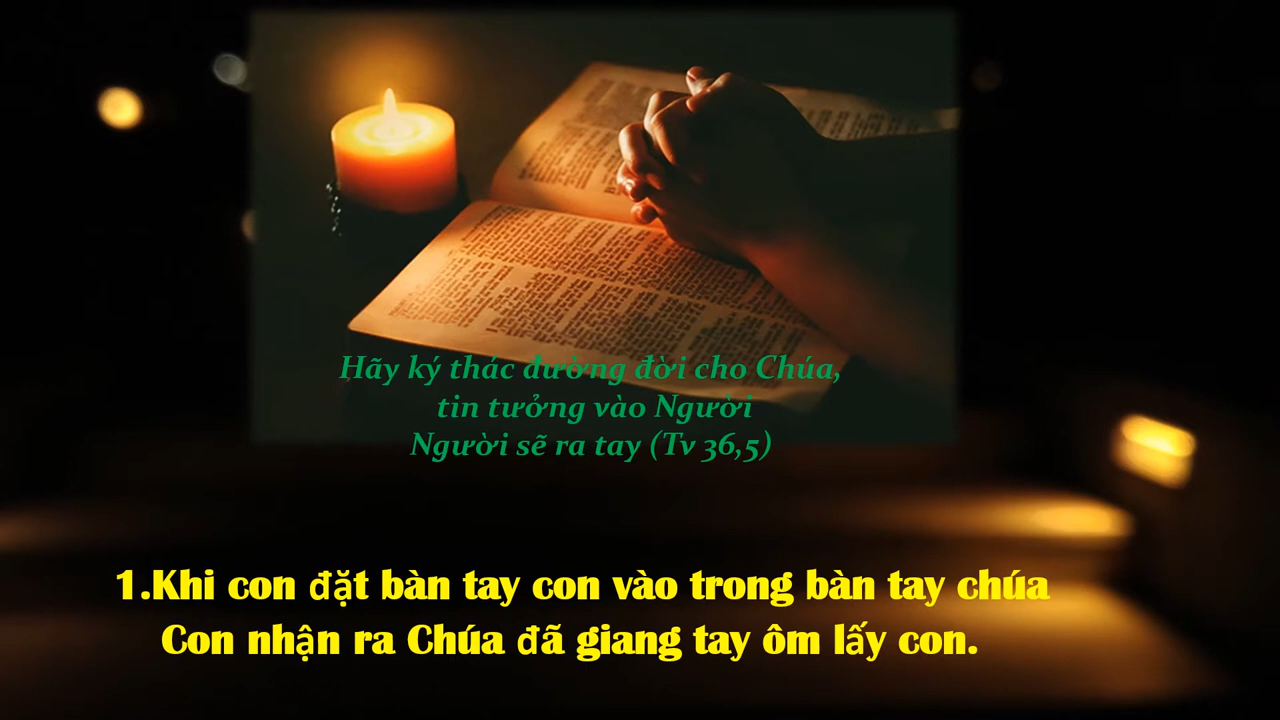 Hãy ký thác đường đời cho Chúa,
tin tưởng vào Người
Người sẽ ra tay (Tv 36,5)
1.Khi con đặt bàn tay con vào trong bàn tay chúa
Con nhận ra Chúa đã giang tay ôm lấy con.